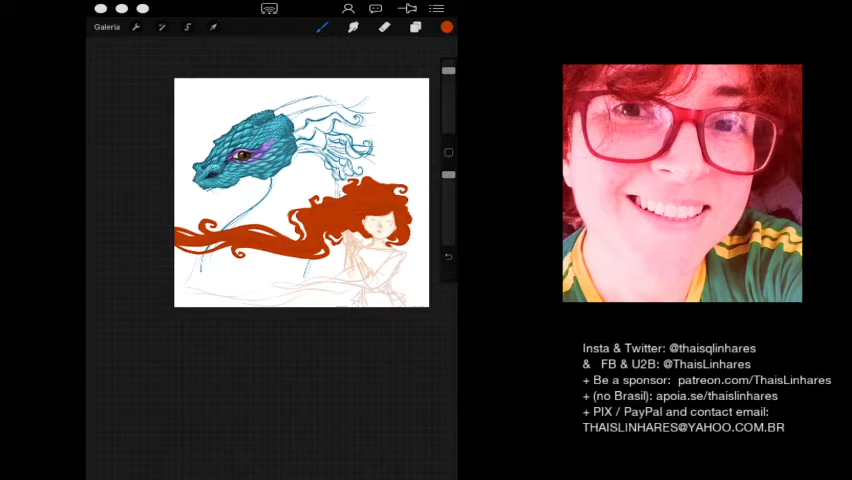 Galeria
Insta & Twitter: @thaisqlinhares
& FB & U2B: @ThaisLinhares
+ Be a sponsor: patreon.com/ThaisLinhares
+ (no Brasil): apoia.se/thaislinhares
+ PIX / PayPal and contact email:
THAISLINHARES@YAHOO.COM.BR